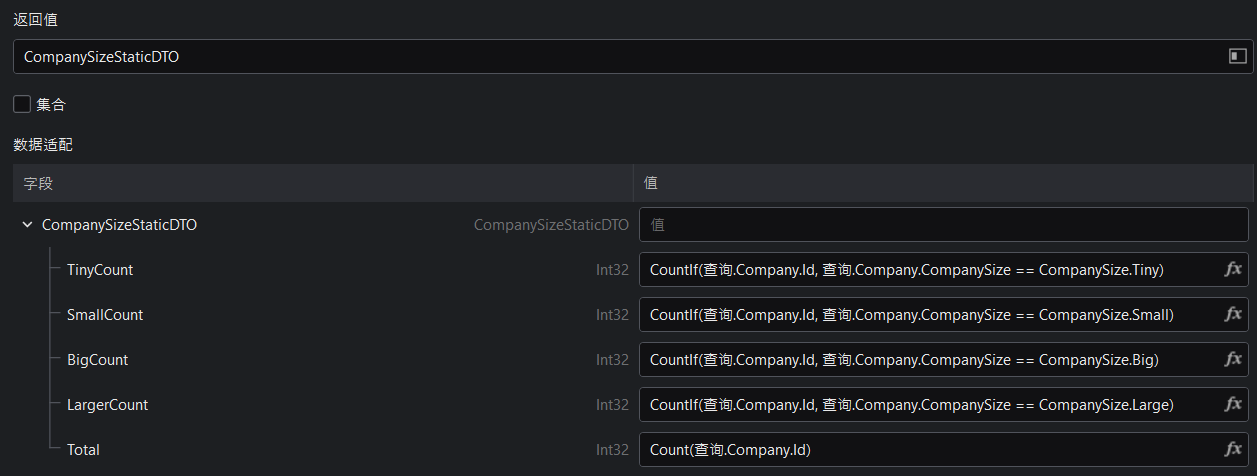 返回值
CompanySizeStaticDTO
集合
数据适配
字段 值
CompanySizeStaticDTO CompanySizeStaticDTO 值
TinyCount Int32 CountIf(查询.Company.Id, 查询.Company.CompanySize == CompanySize.Tiny) fx
SmallCount Int32 CountIf(查询.Company.Id, 查询.Company.CompanySize == CompanySize.Small) fx
BigCount Int32 CountIf(查询.Company.Id, 查询.Company.CompanySize == CompanySize.Big) fx
LargerCount Int32 CountIf(查询.Company.Id, 查询.Company.CompanySize == CompanySize.Large) fx
Total Int32 Count(查询.Company.Id) fx